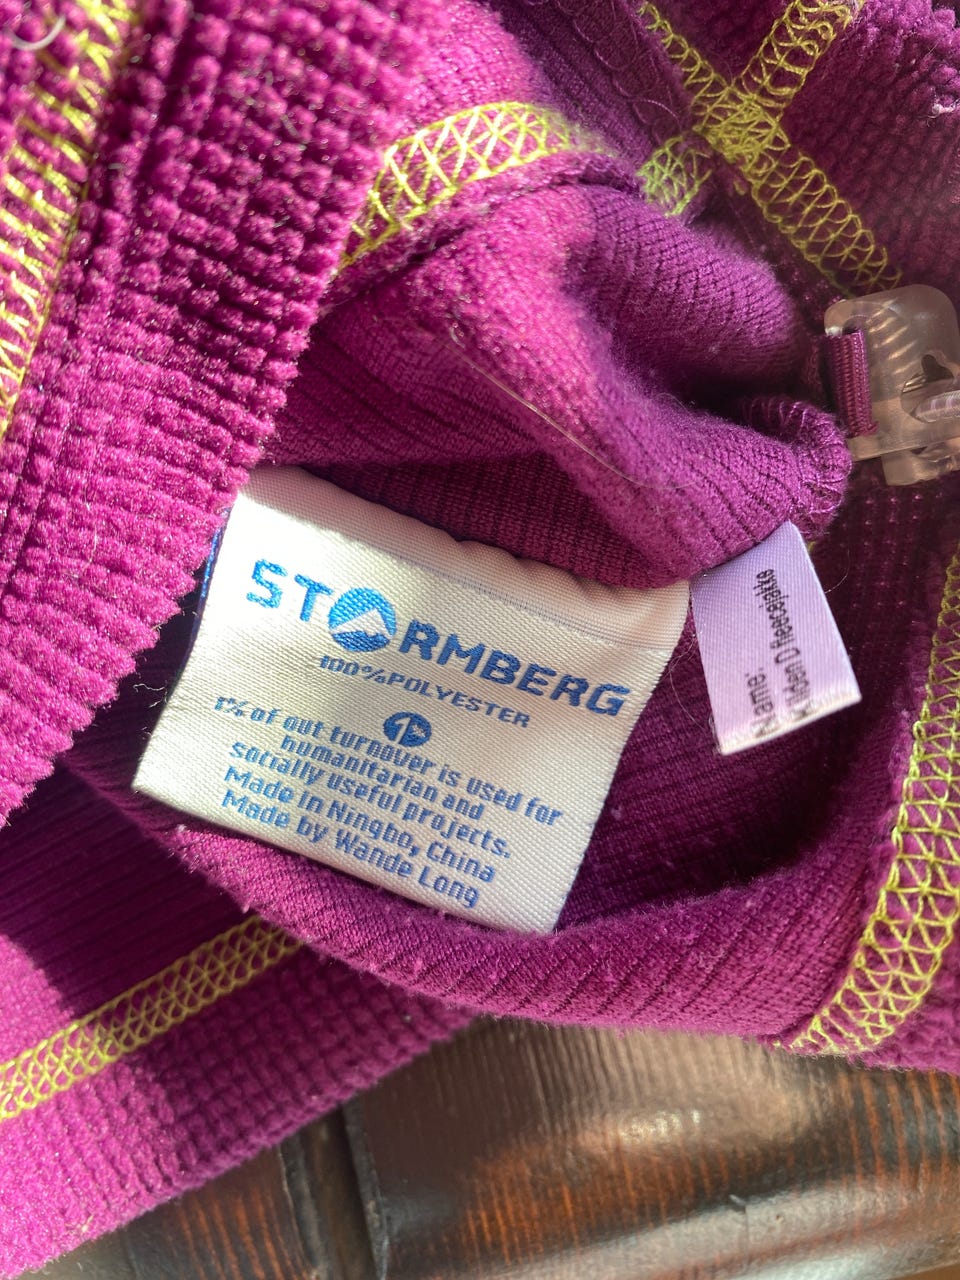 STORMBERG
100% POLYESTER
1%
1% of out turnover is used for
humanitarian and
socially useful projects.
Made in Ningbo, China
Made by Wande Long
Name:
D fleecejakke